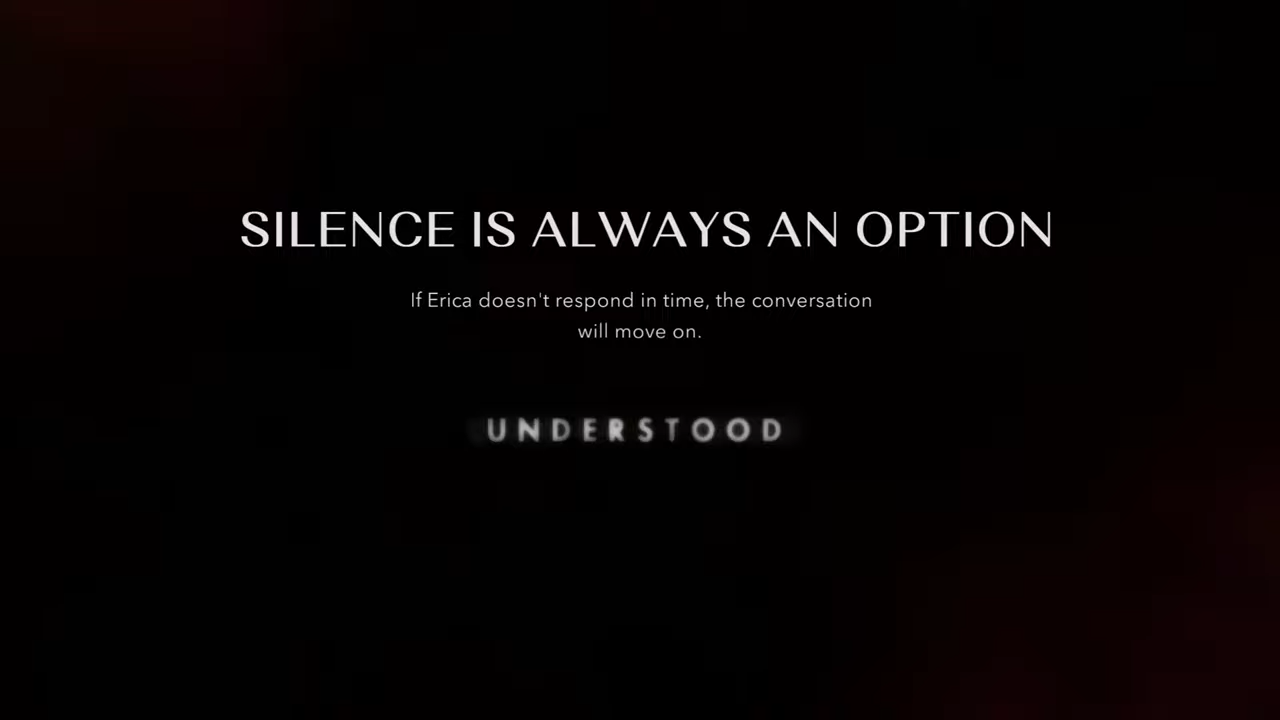 SILENCE IS ALWAYS AN OPTION
If Erica doesn't respond in time, the conversation
will move on.
UNDERSTOOD